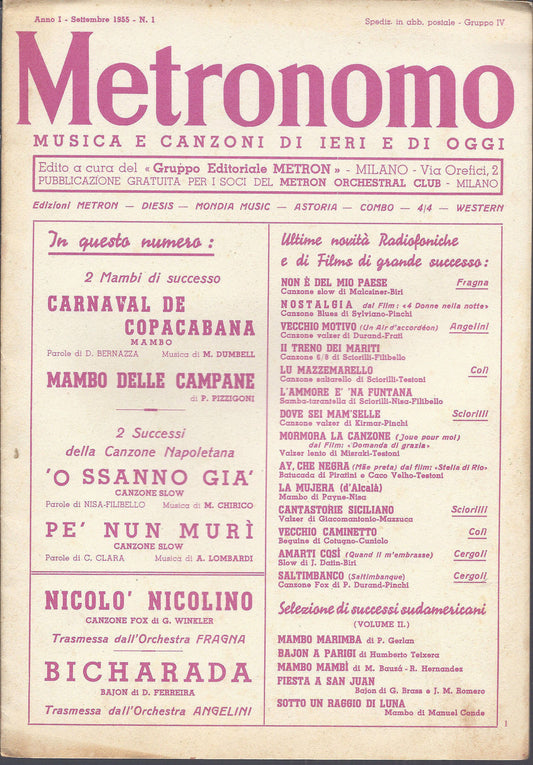 Anno I - Settembre 1955 - N. 1
Spediz. in abb. postale - Gruppo IV
Metronomo
MUSICA E CANZONI DI IERI E DI OGGI
Edito a cura del « Gruppo Editoriale METRON » - MILANO - Via Orefici, 2
PUBBLICAZIONE GRATUITA PER I SOCI DEL METRON ORCHESTRAL CLUB - MILANO
Edizioni METRON — DIESIS — MONDIA MUSIC — ASTORIA — COMBO — 4/4 — WESTERN
In questo numero :
2 Mambi di successo
CARNAVAL DE
COPACABANA
MAMBO
Parole di D. BERNAZZA Musica di M. DUMBELL
MAMBO DELLE CAMPANE
di P. PIZZIGONI
2 Successi
della Canzone Napoletana
'O SSANNO GIA'
CANZONE SLOW
Parole di NISA-FILIBELLO Musica di M. CHIRICO
PE' NUN MURÌ
CANZONE SLOW
Parole di C. CLARA Musica di A. LOMBARDI
NICOLO' NICOLINO
CANZONE FOX di G. WINKLER
Trasmessa dall'Orchestra FRAGNA
BICHARADA
BAJON di D. FERREIRA
Trasmessa dall'Orchestra ANGELINI
Ultime novità Radiofoniche
e di Films di grande successo :
NON È DEL MIO PAESE Fragna
Canzone slow di Malcsiner-Biri
NOSTALGIA dal Film: «4 Donne nella notte»
Canzone Blues di Sylviano-Pinchi
VECCHIO MOTIVO (Un Air d'accordéon) Angelini
Canzone valzer di Durand-Frati
Il TRENO DEI MARITI
Canzone 6/8 di Sciorilli-Filibello
LU MAZZEMARELLO Colì
Canzone saltarello di Sciorilli-Testoni
L'AMMORE E' 'NA FUNTANA
Samba-tarantella di Sciorilli-Nisa-Filibello
DOVE SEI MAM'SELLE Sciorilli
Canzone valzer di Kirmar-Pinchi
MORMORA LA CANZONE (Joue pour moi)
dal Film: «Domanda di grazia»
Valzer lento di Misraki-Testoni
AY, CHE NEGRA (Mãe preta) dal film: «Stella di Rio»
Batucada di Piratini e Caco Velho-Testoni
LA MUJERA (d'Alcalà)
Mambo di Payne-Nisa
CANTASTORIE SICILIANO Sciorilli
Valzer di Giacomantonio-Mazzuca
VECCHIO CAMINETTO Colì
Beguine di Cotugno-Cuniolo
AMARTI COSÌ (Quand il m'embrasse) Cergoli
Slow di J. Datin-Biri
SALTIMBANCO (Saltimbanque) Cergoli
Canzone Fox di P. Durand-Pinchi
Selezione di successi sudamericani
(VOLUME II.)
MAMBO MARIMBA di P. Gerlan
BAJON A PARIGI di Humberto Teixera
MAMBO MAMBÌ di M. Bauzá - R. Hernandez
FIESTA A SAN JUAN
Bajon di G. Brass e J. M. Romero
SOTTO UN RAGGIO DI LUNA
Mambo di Manuel Conde
1